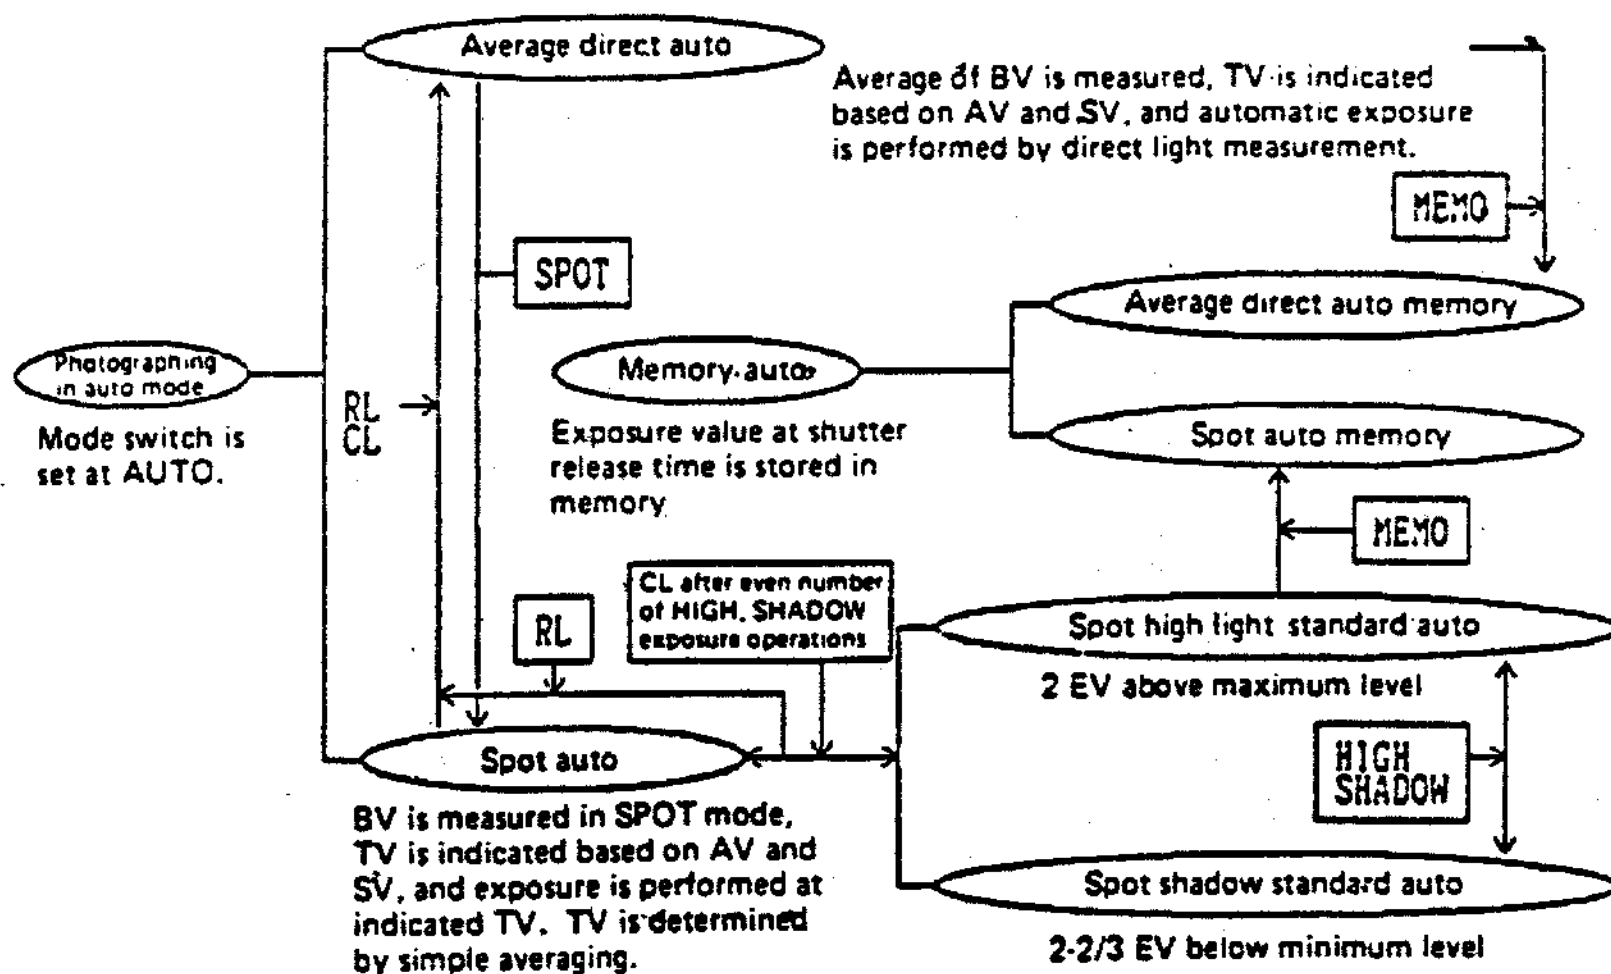 Average direct auto
Average of BV is measured, TV is indicated
based on AV and SV, and automatic exposure
is performed by direct light measurement.
MEMO
SPOT
Average direct auto memory
Photographing
in auto mode
Mode switch is
set at AUTO.
RL
CL
Memory auto
Exposure value at shutter
release time is stored in
memory
Spot auto memory
MEMO
CL after even number
of HIGH, SHADOW
exposure operations
RL
Spot high light standard auto
2 EV above maximum level
HIGH
SHADOW
Spot auto
BV is measured in SPOT mode,
TV is indicated based on AV and
SV, and exposure is performed at
indicated TV. TV is determined
by simple averaging.
Spot shadow standard auto
2-2/3 EV below minimum level